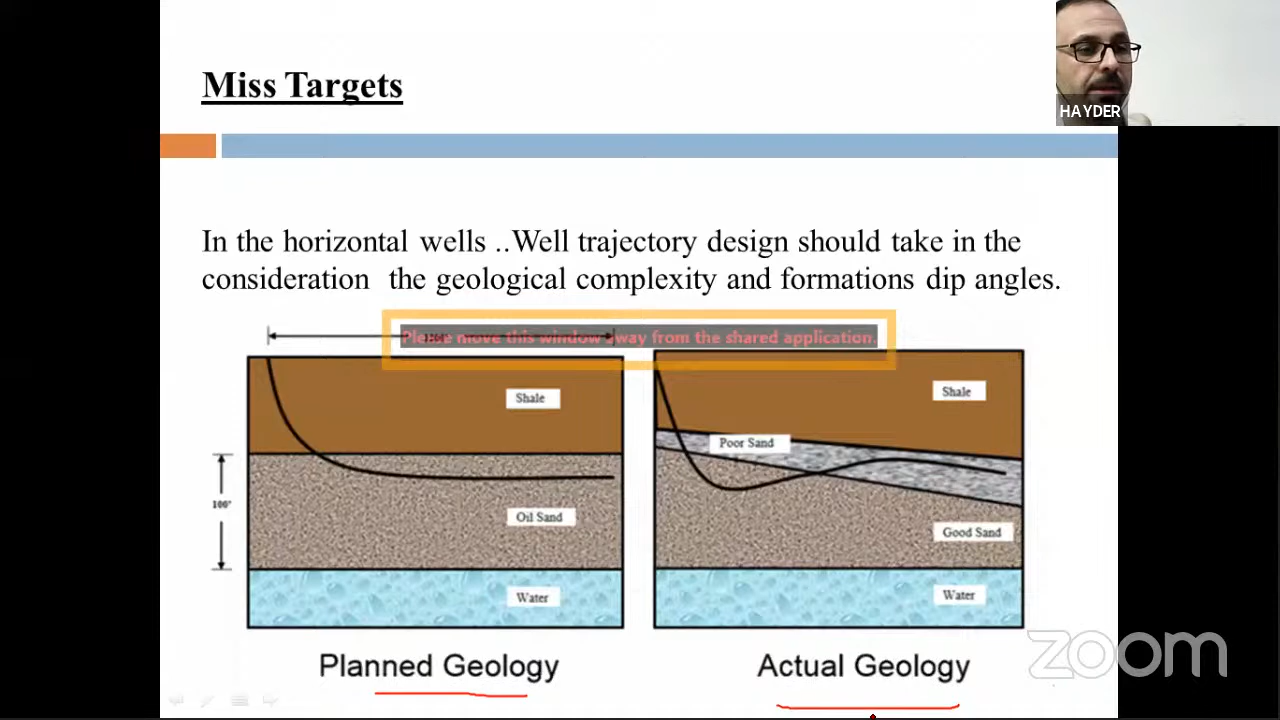 Miss Targets
HAYDER
In the horizontal wells ..Well trajectory design should take in the
consideration the geological complexity and formations dip angles.
Please move this window away from the shared application.
Shale
Shale
Poor Sand
100'
Oil Sand
Good Sand
Water
Water
Planned Geology
Actual Geology
zoom